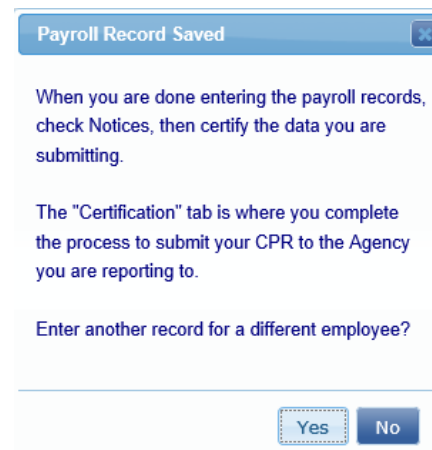 Payroll Record Saved
When you are done entering the payroll records,
check Notices, then certify the data you are
submitting.
The "Certification" tab is where you complete
the process to submit your CPR to the Agency
you are reporting to.
Enter another record for a different employee?
Yes No